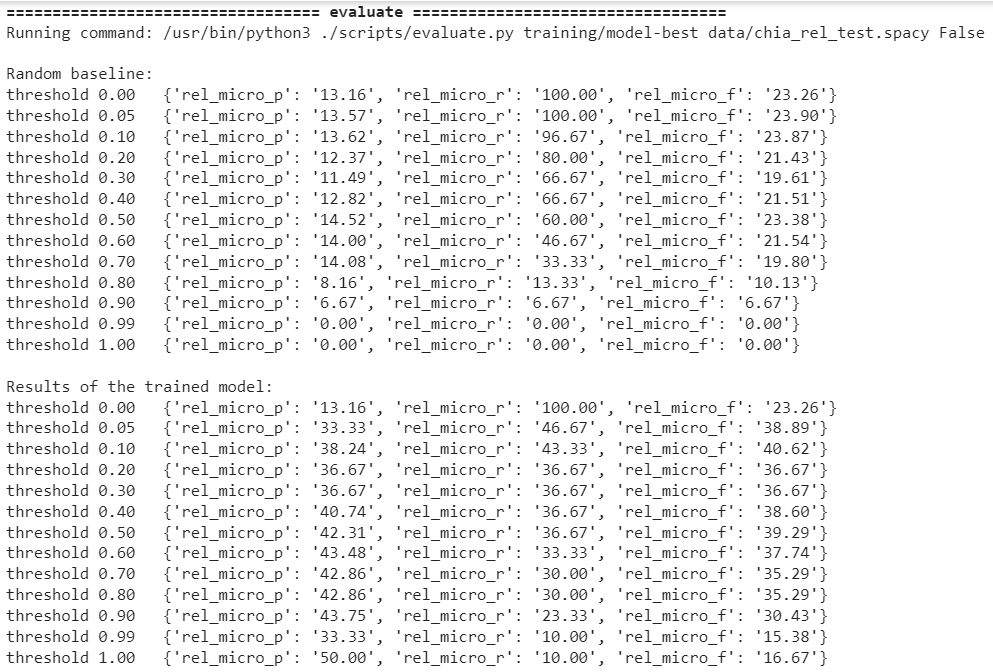 ================================== evaluate ==================================
Running command: /usr/bin/python3 ./scripts/evaluate.py training/model-best data/chia_rel_test.spacy False
Random baseline:
threshold 0.00   {'rel_micro_p': '13.16', 'rel_micro_r': '100.00', 'rel_micro_f': '23.26'}
threshold 0.05   {'rel_micro_p': '13.57', 'rel_micro_r': '100.00', 'rel_micro_f': '23.90'}
threshold 0.10   {'rel_micro_p': '13.62', 'rel_micro_r': '96.67', 'rel_micro_f': '23.87'}
threshold 0.20   {'rel_micro_p': '12.37', 'rel_micro_r': '80.00', 'rel_micro_f': '21.43'}
threshold 0.30   {'rel_micro_p': '11.49', 'rel_micro_r': '66.67', 'rel_micro_f': '19.61'}
threshold 0.40   {'rel_micro_p': '12.82', 'rel_micro_r': '66.67', 'rel_micro_f': '21.51'}
threshold 0.50   {'rel_micro_p': '14.52', 'rel_micro_r': '60.00', 'rel_micro_f': '23.38'}
threshold 0.60   {'rel_micro_p': '14.00', 'rel_micro_r': '46.67', 'rel_micro_f': '21.54'}
threshold 0.70   {'rel_micro_p': '14.08', 'rel_micro_r': '33.33', 'rel_micro_f': '19.80'}
threshold 0.80   {'rel_micro_p': '8.16', 'rel_micro_r': '13.33', 'rel_micro_f': '10.13'}
threshold 0.90   {'rel_micro_p': '6.67', 'rel_micro_r': '6.67', 'rel_micro_f': '6.67'}
threshold 0.99   {'rel_micro_p': '0.00', 'rel_micro_r': '0.00', 'rel_micro_f': '0.00'}
threshold 1.00   {'rel_micro_p': '0.00', 'rel_micro_r': '0.00', 'rel_micro_f': '0.00'}
Results of the trained model:
threshold 0.00   {'rel_micro_p': '13.16', 'rel_micro_r': '100.00', 'rel_micro_f': '23.26'}
threshold 0.05   {'rel_micro_p': '33.33', 'rel_micro_r': '46.67', 'rel_micro_f': '38.89'}
threshold 0.10   {'rel_micro_p': '38.24', 'rel_micro_r': '43.33', 'rel_micro_f': '40.62'}
threshold 0.20   {'rel_micro_p': '36.67', 'rel_micro_r': '36.67', 'rel_micro_f': '36.67'}
threshold 0.30   {'rel_micro_p': '36.67', 'rel_micro_r': '36.67', 'rel_micro_f': '36.67'}
threshold 0.40   {'rel_micro_p': '40.74', 'rel_micro_r': '36.67', 'rel_micro_f': '38.60'}
threshold 0.50   {'rel_micro_p': '42.31', 'rel_micro_r': '36.67', 'rel_micro_f': '39.29'}
threshold 0.60   {'rel_micro_p': '43.48', 'rel_micro_r': '33.33', 'rel_micro_f': '37.74'}
threshold 0.70   {'rel_micro_p': '42.86', 'rel_micro_r': '30.00', 'rel_micro_f': '35.29'}
threshold 0.80   {'rel_micro_p': '42.86', 'rel_micro_r': '30.00', 'rel_micro_f': '35.29'}
threshold 0.90   {'rel_micro_p': '43.75', 'rel_micro_r': '23.33', 'rel_micro_f': '30.43'}
threshold 0.99   {'rel_micro_p': '33.33', 'rel_micro_r': '10.00', 'rel_micro_f': '15.38'}
threshold 1.00   {'rel_micro_p': '50.00', 'rel_micro_r': '10.00', 'rel_micro_f': '16.67'}